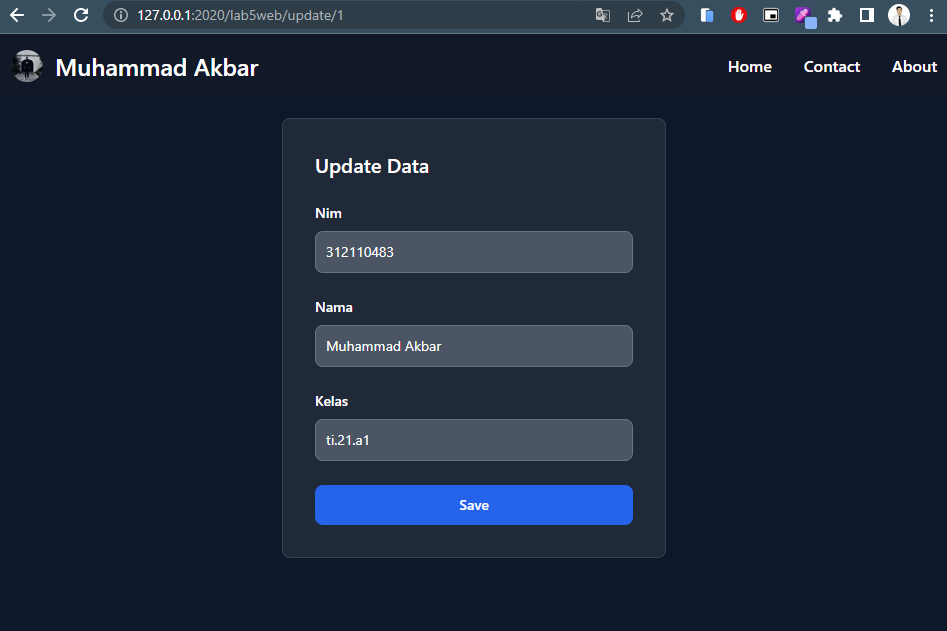 127.0.0.1:2020/lab5web/update/1
Muhammad Akbar Home Contact About
Update Data
Nim
312110483
Nama
Muhammad Akbar
Kelas
ti.21.a1
Save